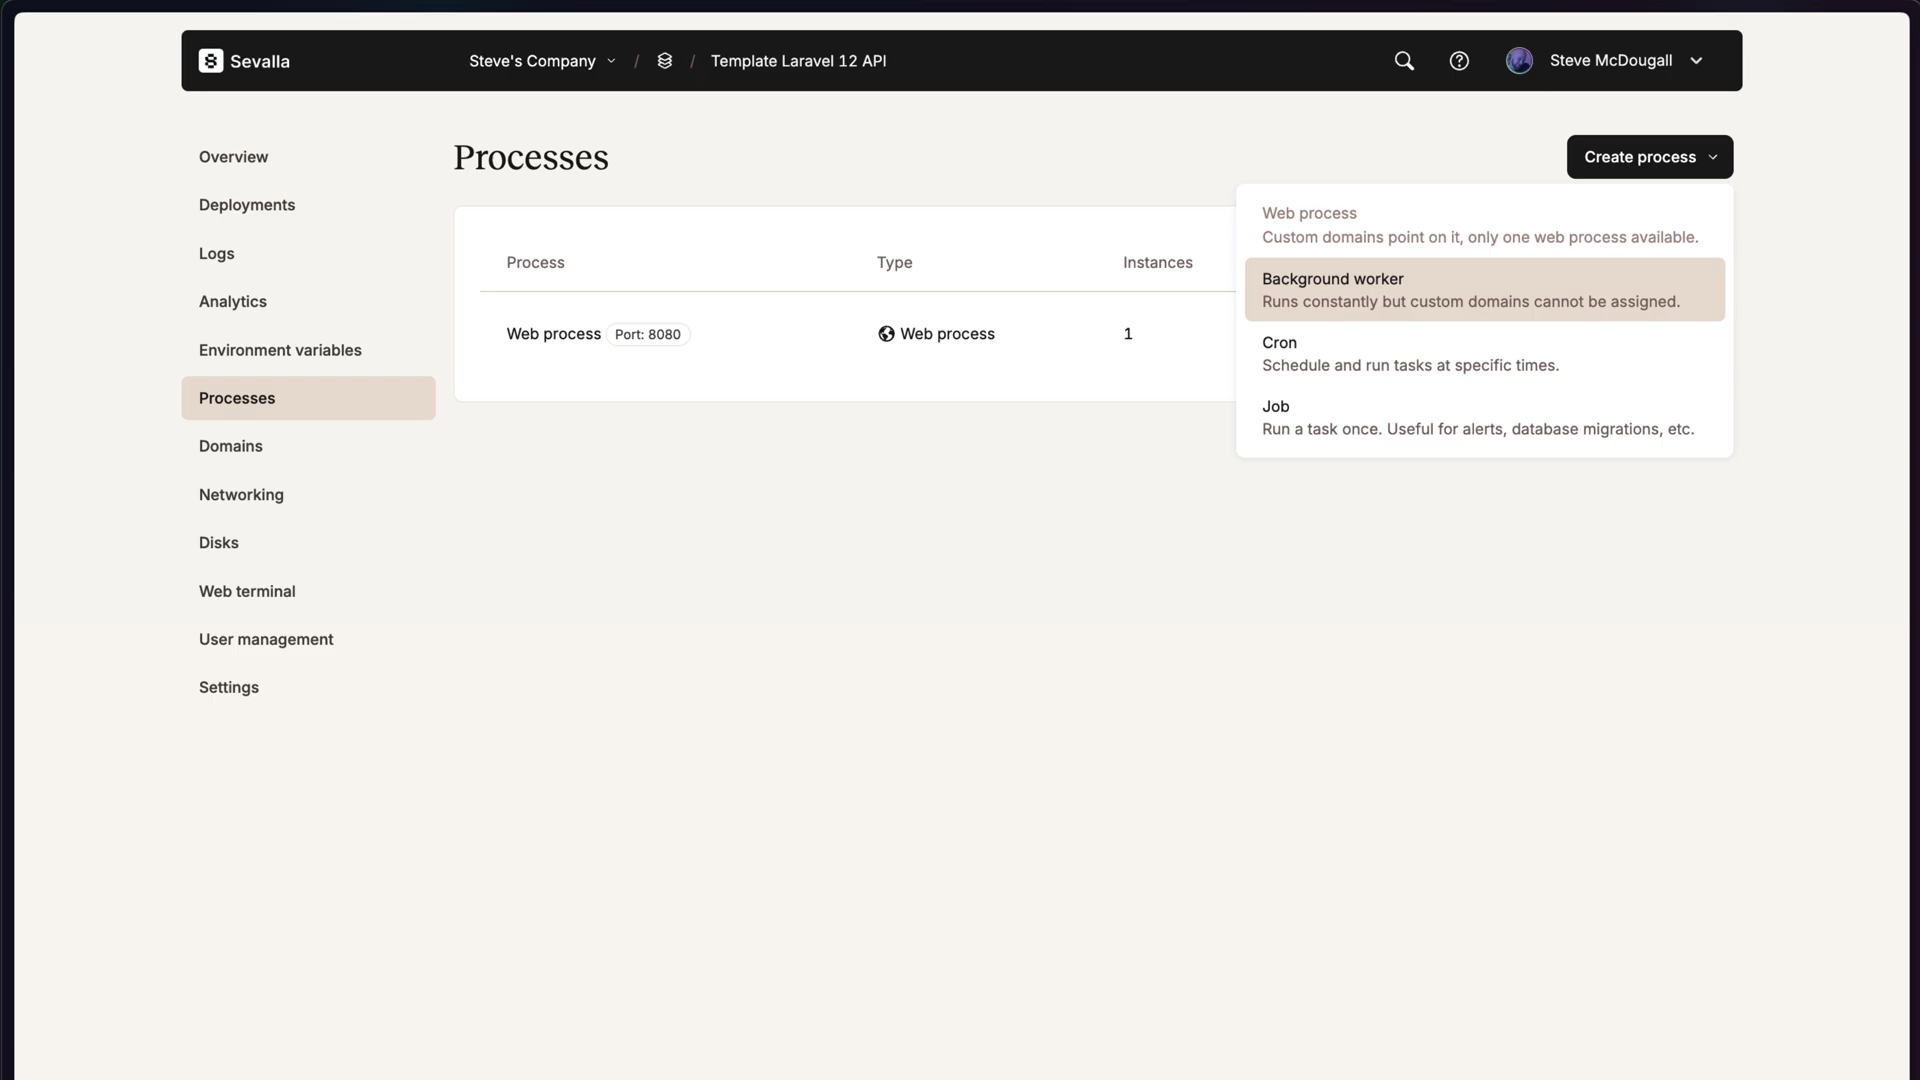 Sevalla
Steve's Company / / Template Laravel 12 API
Steve McDougall
Overview
Deployments
Logs
Analytics
Environment variables
Processes
Domains
Networking
Disks
Web terminal
User management
Settings
Processes
Create process
Process Type Instances
Web process Port: 8080 Web process 1
Web process
Custom domains point on it, only one web process available.
Background worker
Runs constantly but custom domains cannot be assigned.
Cron
Schedule and run tasks at specific times.
Job
Run a task once. Useful for alerts, database migrations, etc.